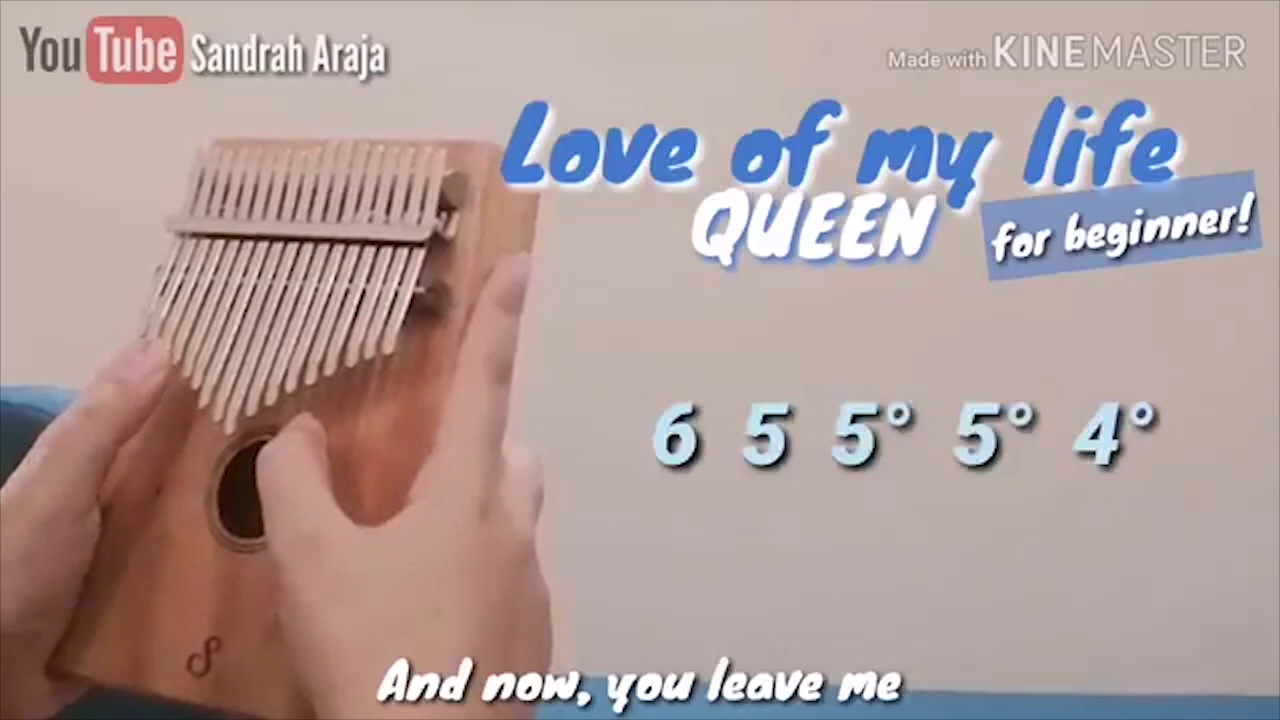 YouTube Sandrah Araja
Made with KINEMASTER
Love of my life
QUEEN
for beginner!
6 5 5° 5° 4°
And now, you leave me